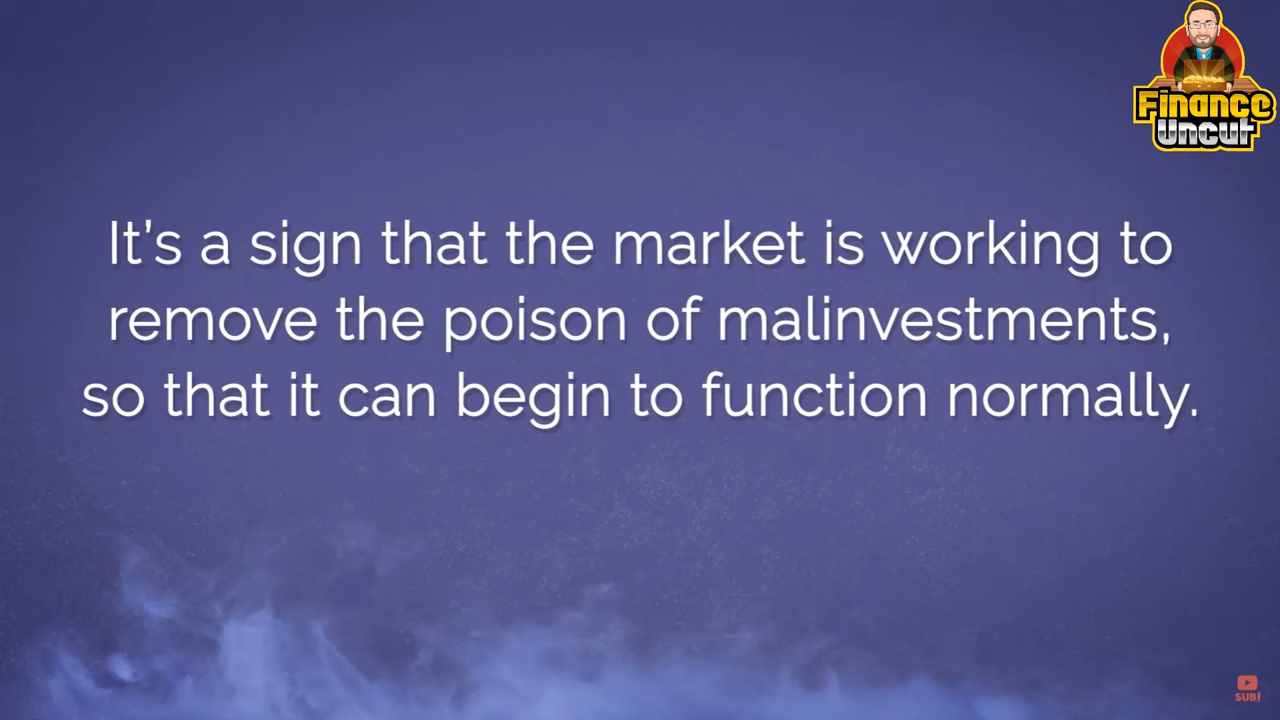 Finance
Uncut
It's a sign that the market is working to
remove the poison of malinvestments,
so that it can begin to function normally.
SUB!